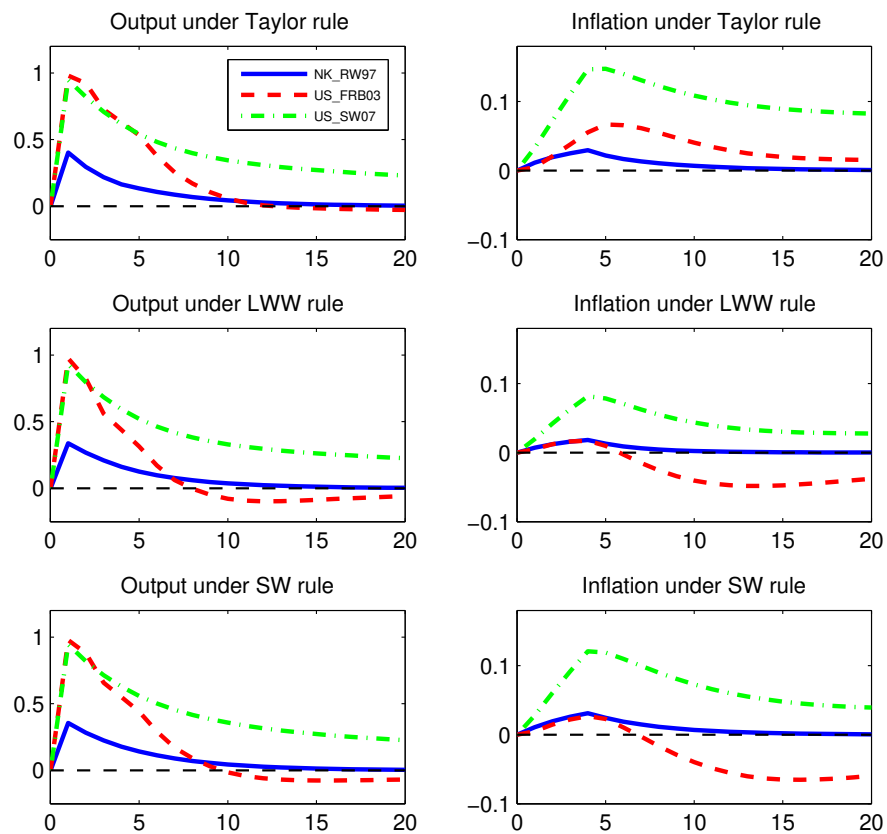 Output under Taylor rule
Inflation under Taylor rule
1
0.5
0
0 5 10 15 20
NK_RW97
US_FRB03
US_SW07
0.1
0
−0.1
0 5 10 15 20
Output under LWW rule
Inflation under LWW rule
1
0.5
0
0 5 10 15 20
0.1
0
−0.1
0 5 10 15 20
Output under SW rule
Inflation under SW rule
1
0.5
0
0 5 10 15 20
0.1
0
−0.1
0 5 10 15 20